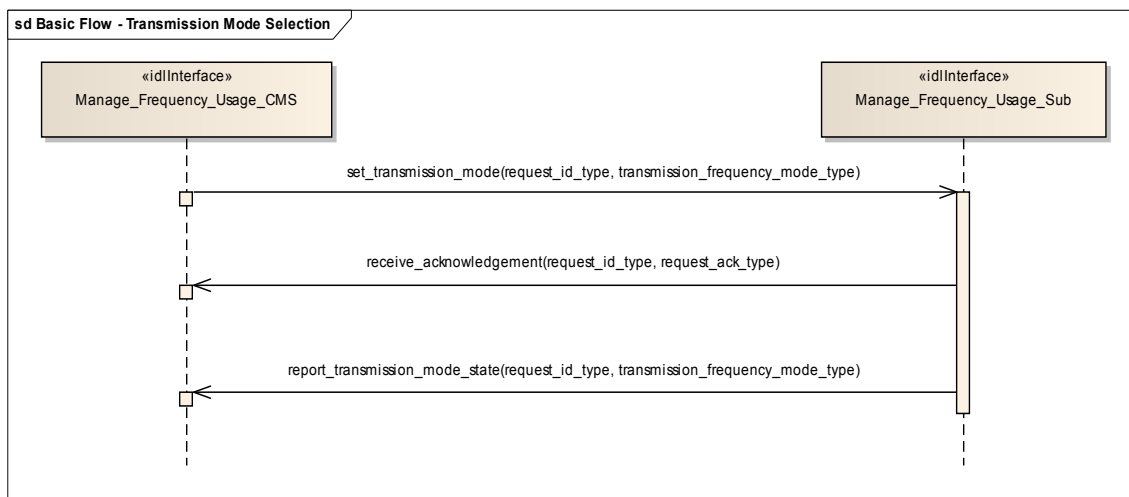 sd Basic Flow - Transmission Mode Selection
«idlInterface»
Manage_Frequency_Usage_CMS
«idlInterface»
Manage_Frequency_Usage_Sub
set_transmission_mode(request_id_type, transmission_frequency_mode_type)
receive_acknowledgement(request_id_type, request_ack_type)
report_transmission_mode_state(request_id_type, transmission_frequency_mode_type)